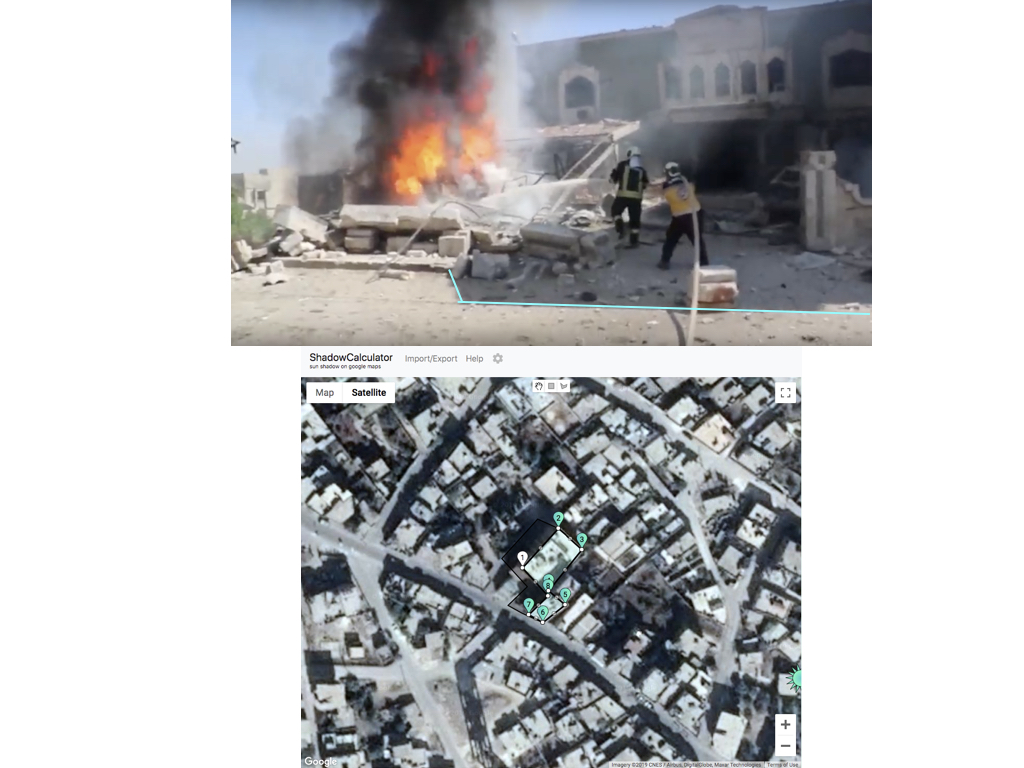 ShadowCalculator
sun shadow on google maps
Import/Export Help
Map Satellite
2
3
1
8
5
7
6
+
−
Google
Imagery ©2019 CNES / Airbus, DigitalGlobe, Maxar Technologies Terms of Use